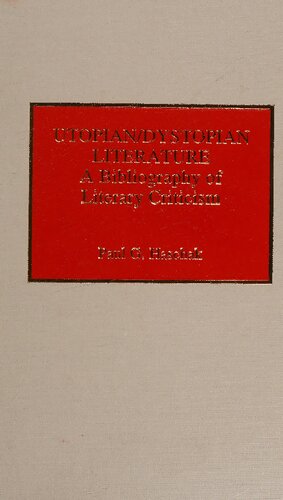 UTOPIAN/DYSTOPIAN
LITERATURE
A Bibliography of
Literary Criticism
Paul G. Haschak